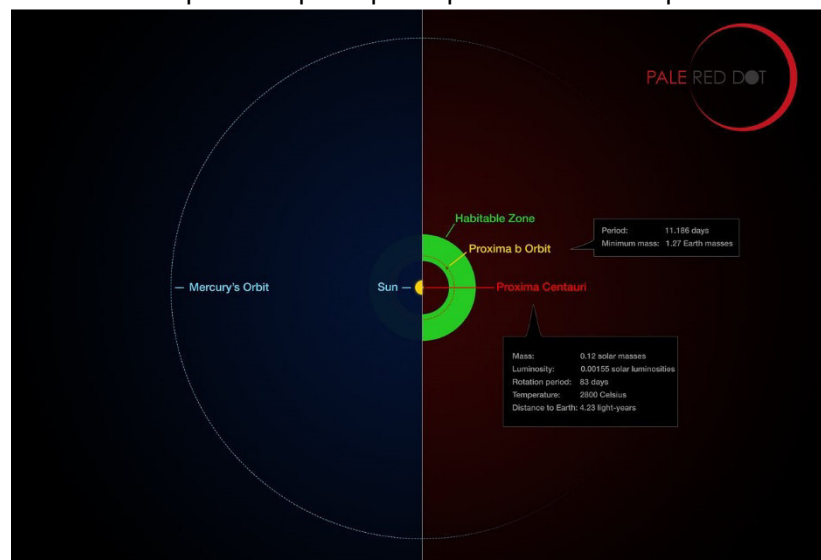 PALE RED DOT
Habitable Zone
Period: 11.186 days
Minimum mass: 1.27 Earth masses
Proxima b Orbit
Mercury's Orbit
Sun
Proxima Centauri
Mass: 0.12 solar masses
Luminosity: 0.00155 solar luminosities
Rotation period: 83 days
Temperature: 2800 Celsius
Distance to Earth: 4.23 light-years